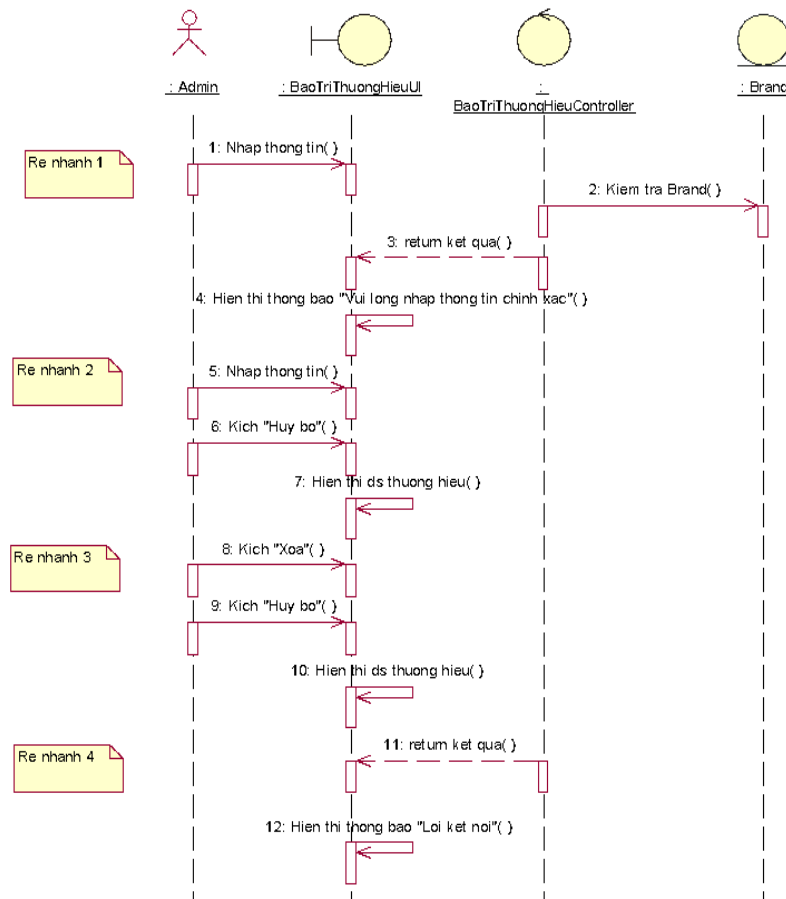 : Admin
: BaoTriThuongHieuUI
:
BaoTriThuongHieuController
: Brand
Re nhanh 1
1: Nhap thong tin( )
2: Kiem tra Brand( )
3: return ket qua( )
4: Hien thi thong bao "Vui long nhap thong tin chinh xac"( )
Re nhanh 2
5: Nhap thong tin( )
6: Kich "Huy bo"( )
7: Hien thi ds thuong hieu( )
Re nhanh 3
8: Kich "Xoa"( )
9: Kich "Huy bo"( )
10: Hien thi ds thuong hieu( )
Re nhanh 4
11: return ket qua( )
12: Hien thi thong bao "Loi ket noi"( )